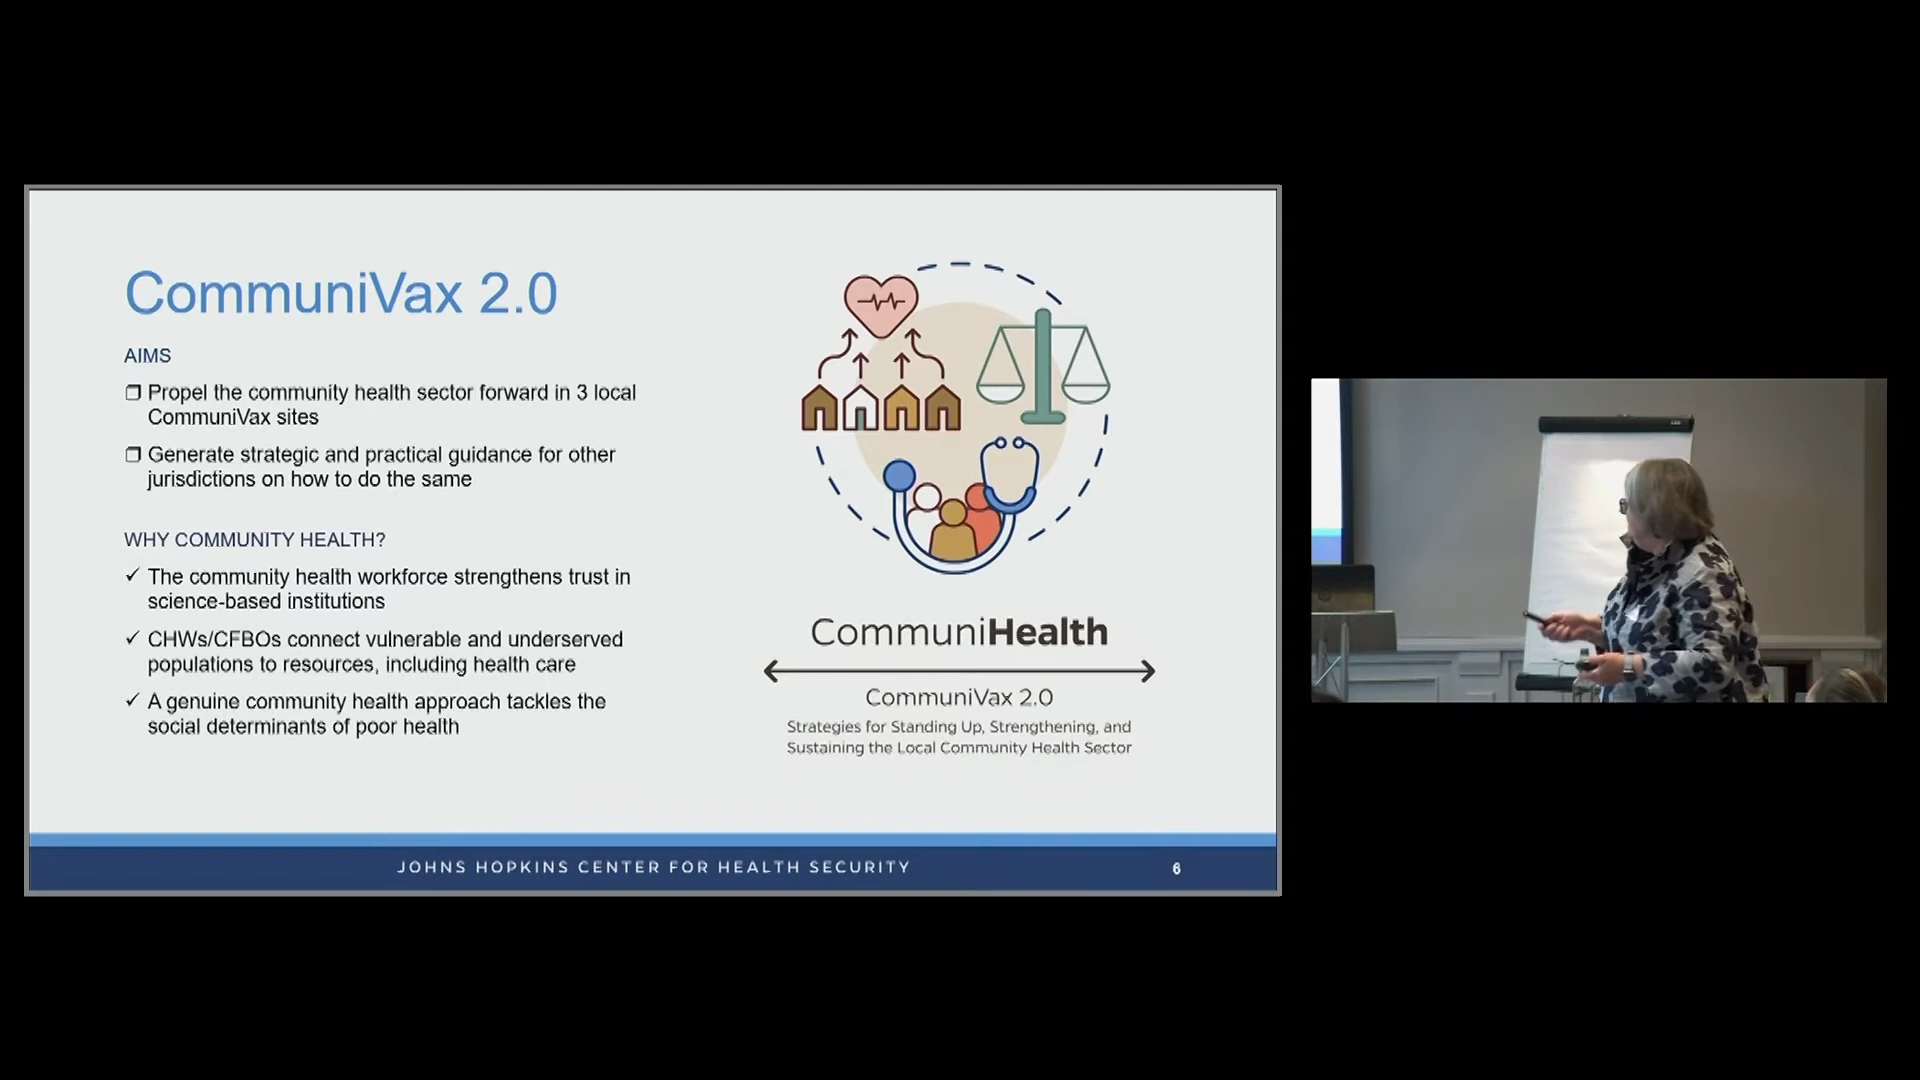 CommuniVax 2.0
AIMS
❐ Propel the community health sector forward in 3 local
CommuniVax sites
❐ Generate strategic and practical guidance for other
jurisdictions on how to do the same
WHY COMMUNITY HEALTH?
✓ The community health workforce strengthens trust in
science-based institutions
✓ CHWs/CFBOs connect vulnerable and underserved
populations to resources, including health care
✓ A genuine community health approach tackles the
social determinants of poor health
CommuniHealth
CommuniVax 2.0
Strategies for Standing Up, Strengthening, and
Sustaining the Local Community Health Sector
JOHNS HOPKINS CENTER FOR HEALTH SECURITY
6